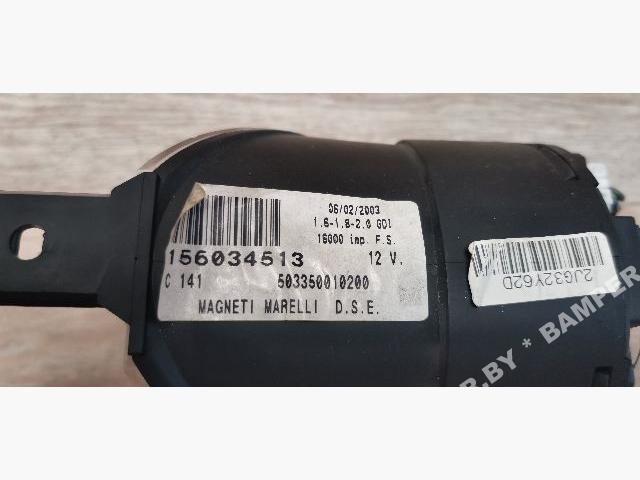 06/02/2003
1.6-1.8-2.0 GDI
16000 imp. F.S.
156034513 12 V.
C 141 503350010200
MAGNETI MARELLI D.S.E.
2JG32Y62D
R.BY * BAMPER